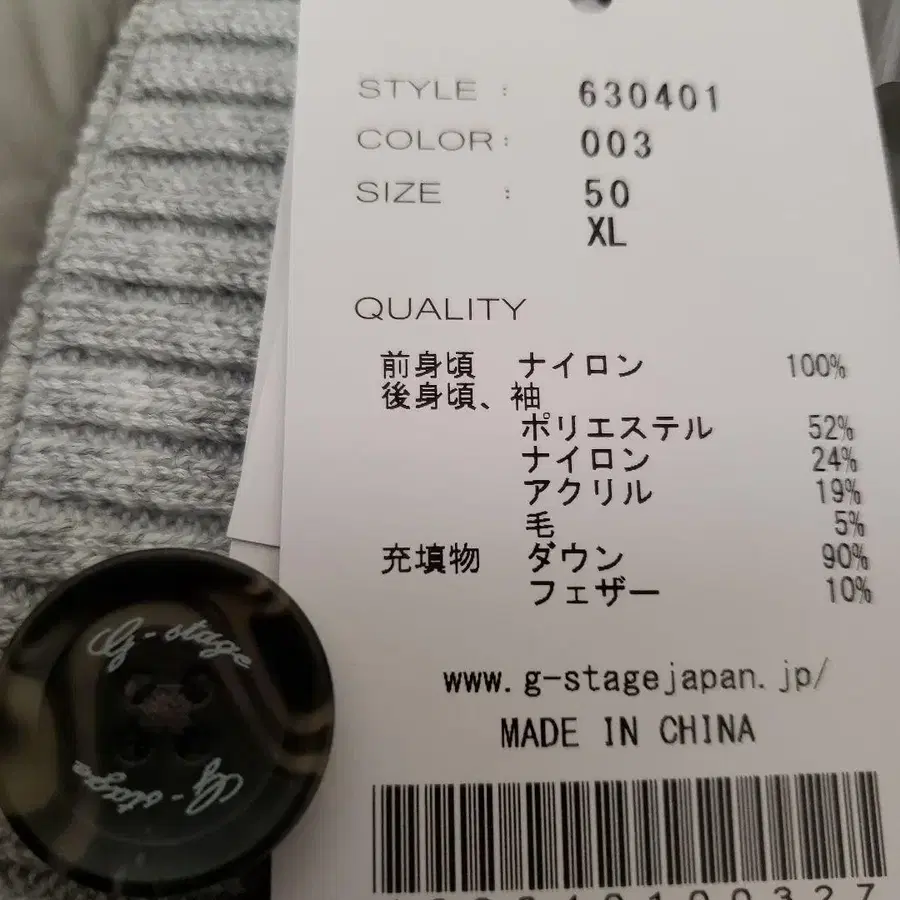 STYLE : 630401
COLOR : 003
SIZE : 50
XL
QUALITY
前身頃 ナイロン 100%
後身頃、袖
ポリエステル 52%
ナイロン 24%
アクリル 19%
毛 5%
充填物 ダウン 90%
フェザー 10%
www.g-stagejapan.jp/
MADE IN CHINA
G-stage
G-stage